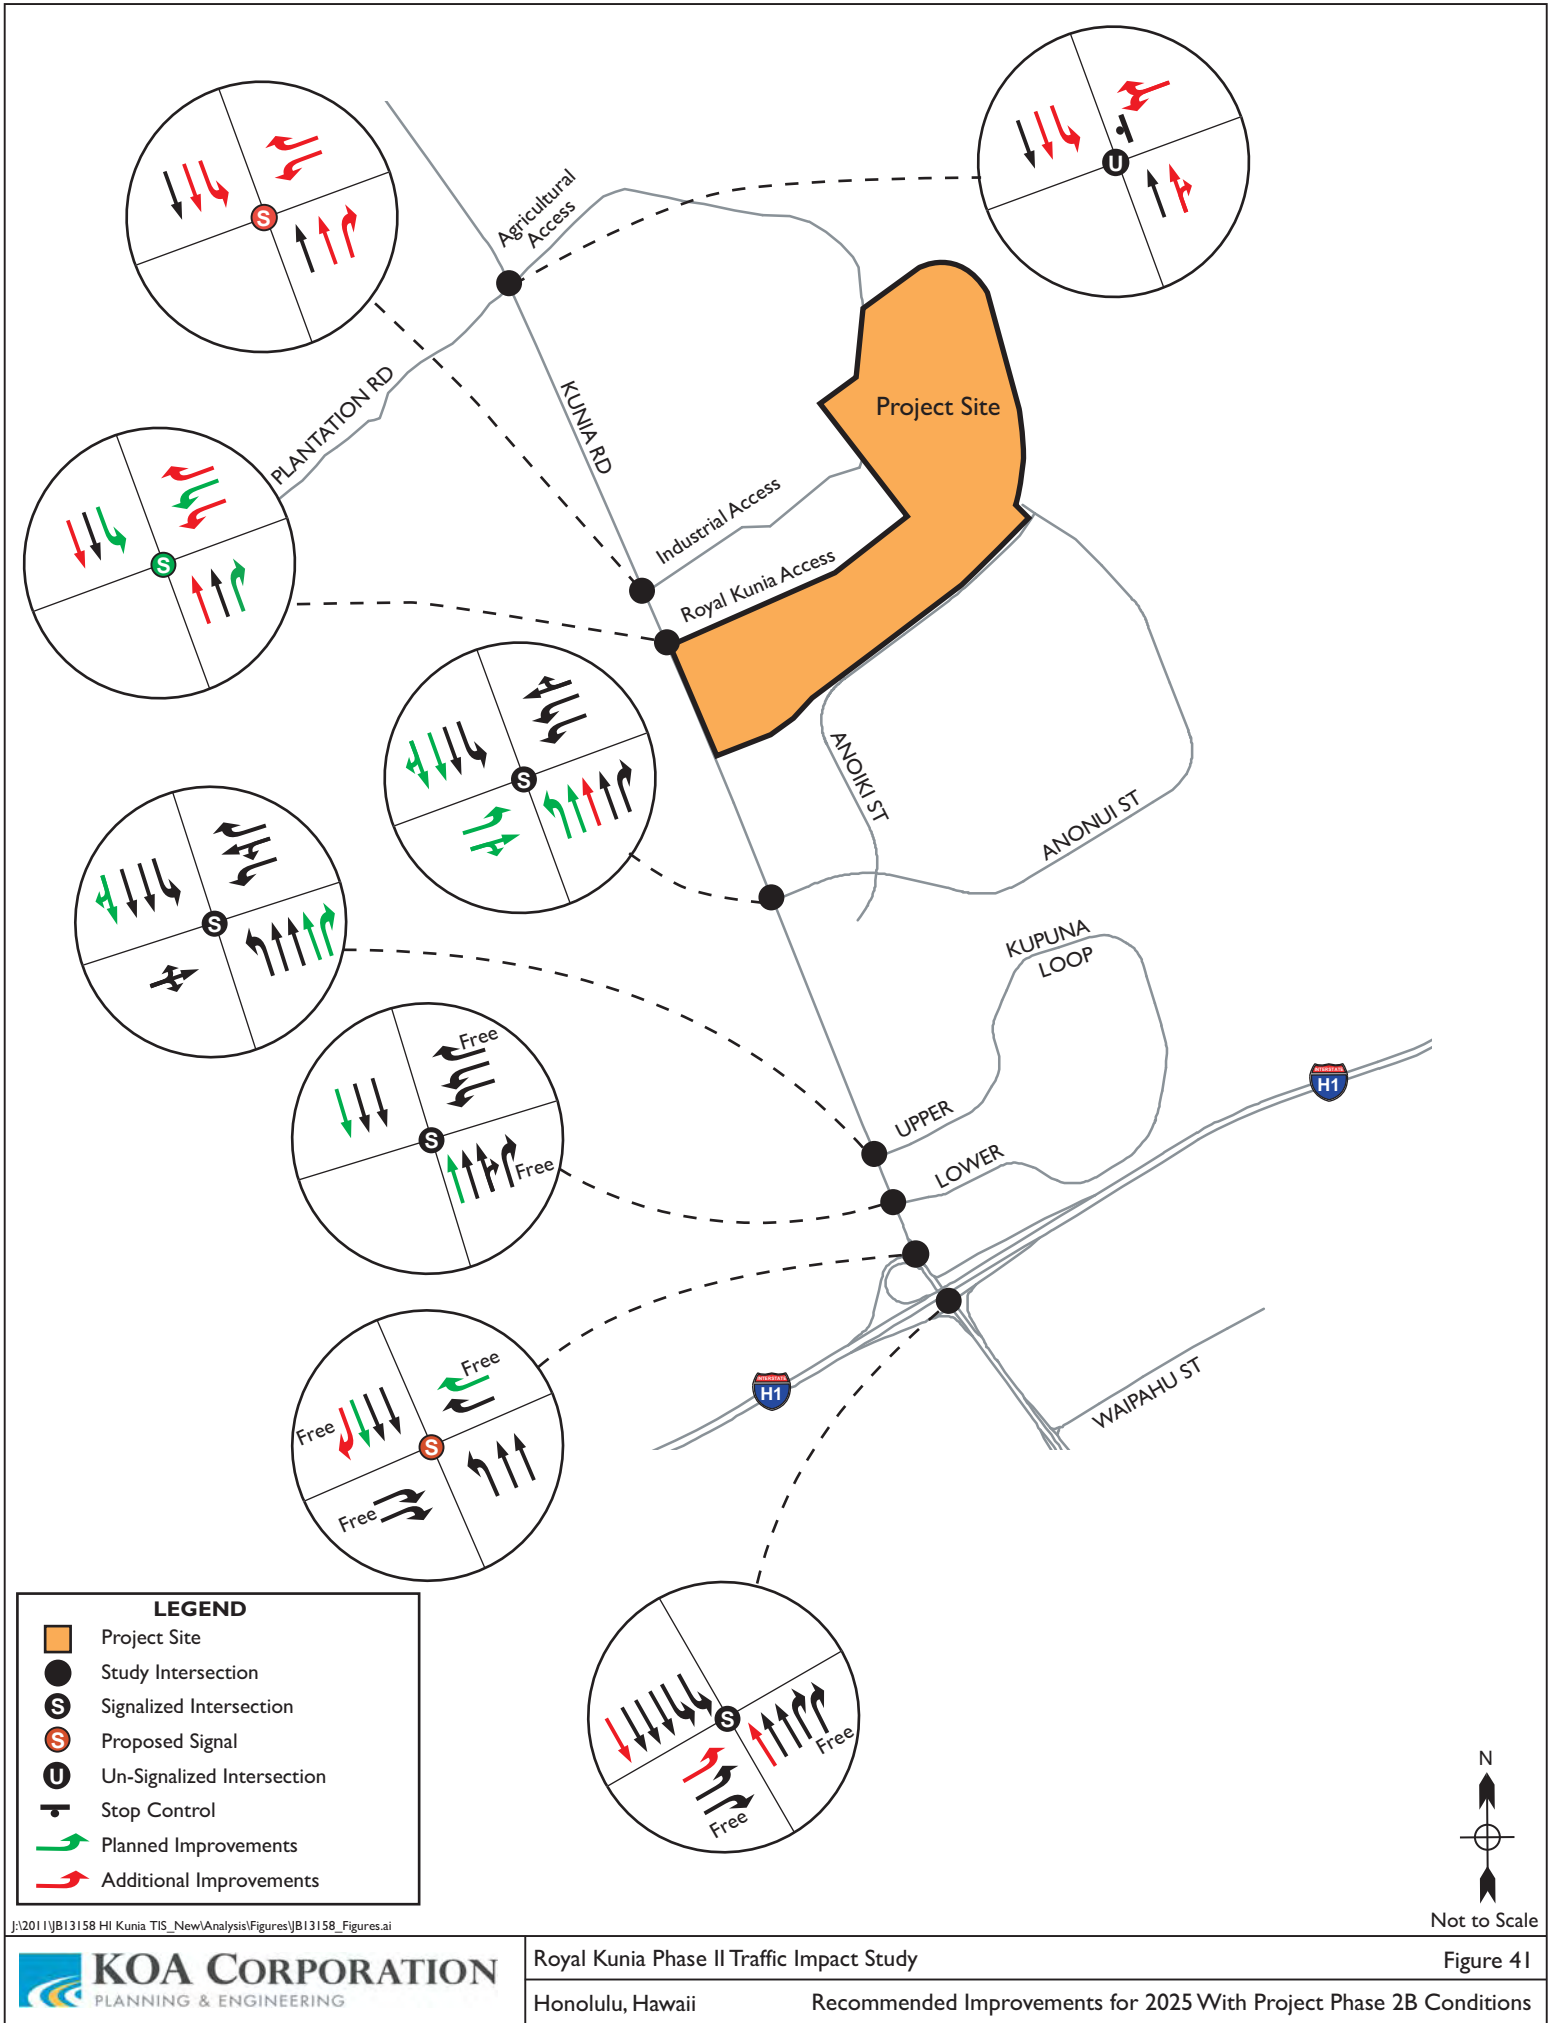 U
S
Agricultural
Access
PLANTATION RD
KUNIA RD
Project Site
S
Industrial Access
Royal Kunia Access
S
ANOIKI ST
ANONUI ST
S
KUPUNA
LOOP
Free
S
Free
UPPER
LOWER
INTERSTATE
H1
Free
Free
S
Free
INTERSTATE
H1
WAIPAHU ST
S
Free
Free
LEGEND
Project Site
Study Intersection
S Signalized Intersection
S Proposed Signal
U Un-Signalized Intersection
Stop Control
Planned Improvements
Additional Improvements
N
Not to Scale
J:\2011\JB13158 HI Kunia TIS_New\Analysis\Figures\JB13158_Figures.ai
KOA CORPORATION
PLANNING & ENGINEERING
Royal Kunia Phase II Traffic Impact Study
Figure 41
Honolulu, Hawaii
Recommended Improvements for 2025 With Project Phase 2B Conditions